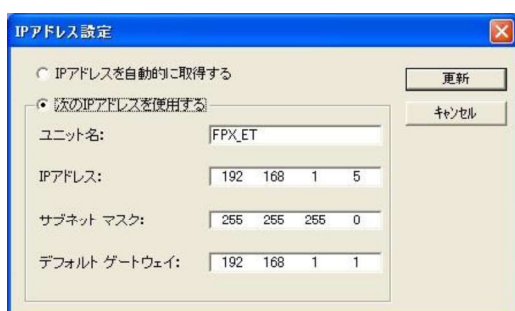 IPアドレス設定
IPアドレスを自動的に取得する
更新
次のIPアドレスを使用する
キャンセル
ユニット名: FPX_ET
IPアドレス: 192 168 1 5
サブネット マスク: 255 255 255 0
デフォルト ゲートウェイ: 192 168 1 1